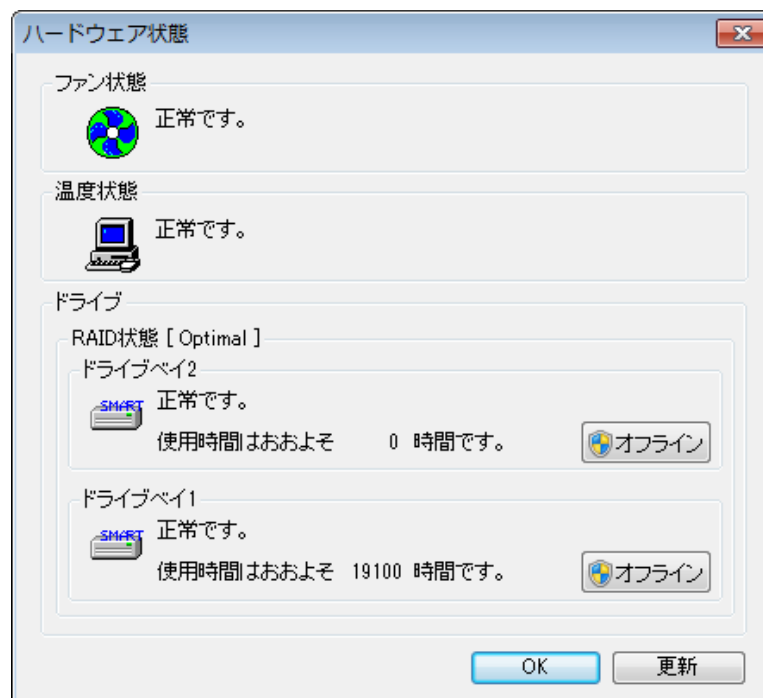 ハードウェア状態
ファン状態
正常です。
温度状態
正常です。
ドライブ
RAID状態 [ Optimal ]
ドライブベイ2
SMART
正常です。
使用時間はおおよそ 0 時間です。
オフライン
ドライブベイ1
SMART
正常です。
使用時間はおおよそ 19100 時間です。
オフライン
OK
更新